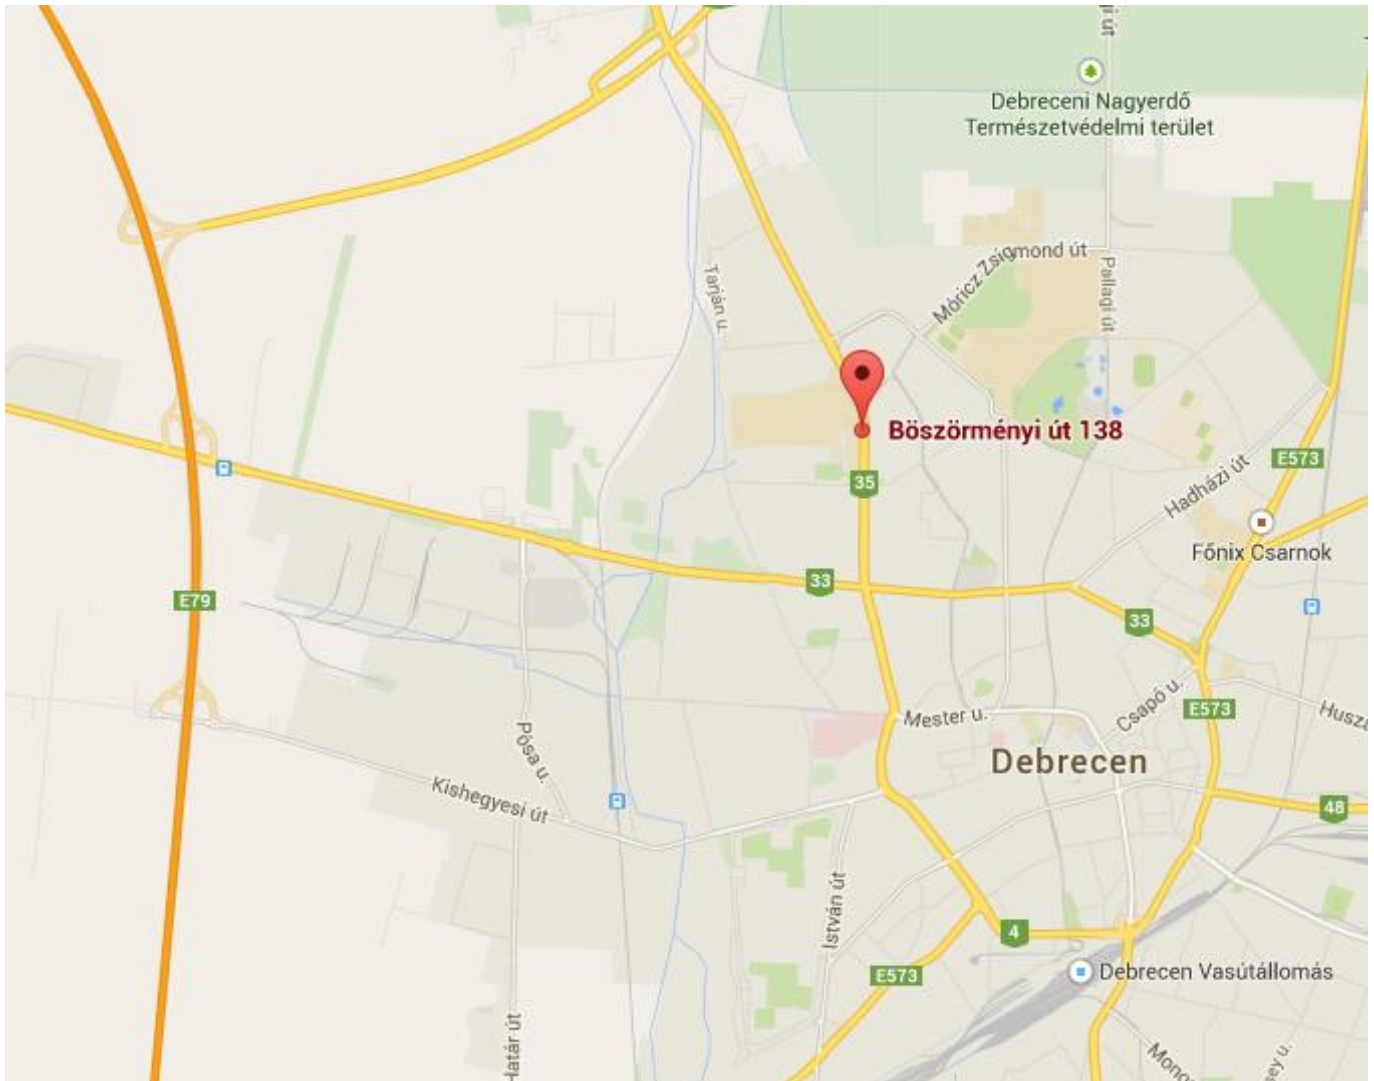 Debreceni Nagyerdő
Természetvédelmi terület
Móricz Zsigmond út
Pallagi út
Tarján u.
Böszörményi út 138
35
E573
Hadházi út
Főnix Csarnok
33
E79
33
Csapó u.
E573
Mester u.
Pósa u.
Debrecen
Kishegyesi út
48
István út
4
E573
Debrecen Vasútállomás
Határ út